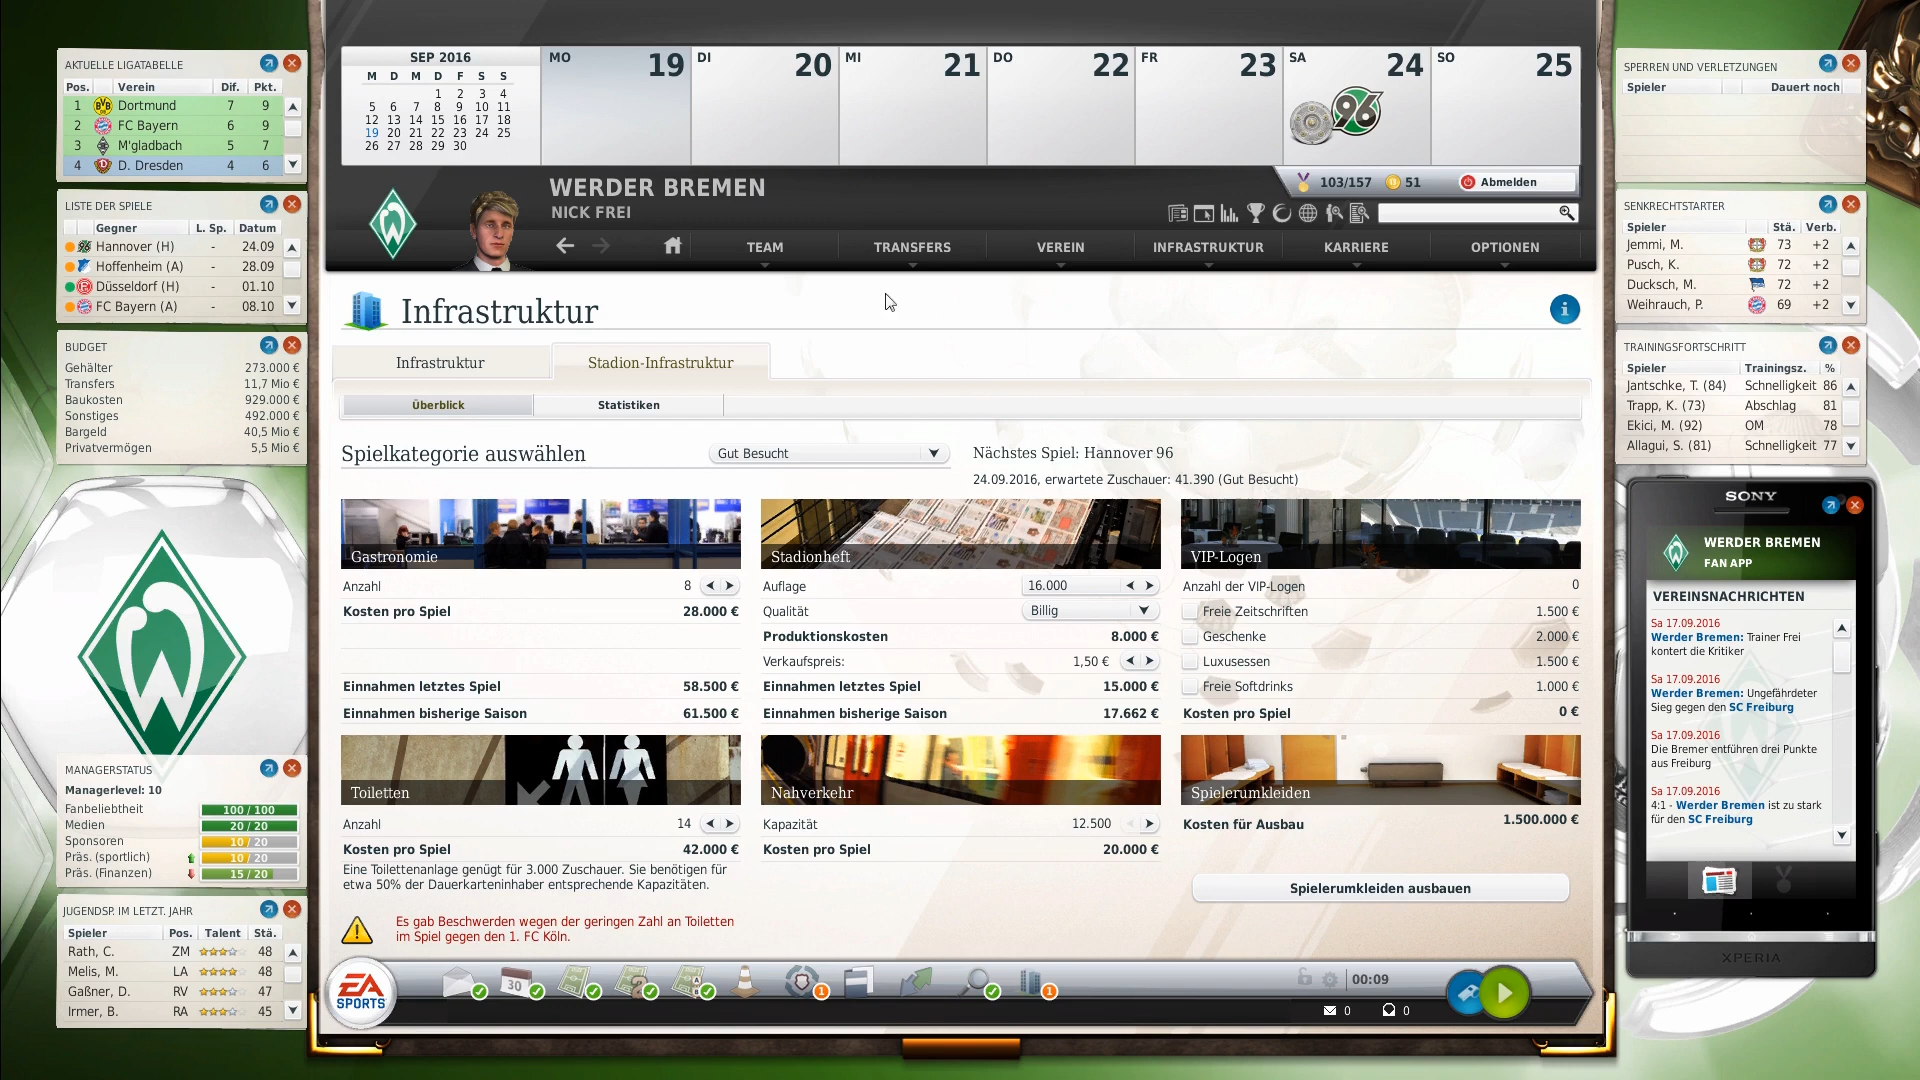 SEP 2016
M D M D F S S
1 2 3 4
5 6 7 8 9 10 11
12 13 14 15 16 17 18
19 20 21 22 23 24 25
26 27 28 29 30
MO 19
DI 20
MI 21
DO 22
FR 23
SA 24
96
SO 25
WERDER BREMEN
NICK FREI
103/157
51
Abmelden
TEAM
TRANSFERS
VEREIN
INFRASTRUKTUR
KARRIERE
OPTIONEN
AKTUELLE LIGATABELLE
Pos. Verein Dif. Pkt.
1 BVB Dortmund 7 9
2 FC Bayern 6 9
3 M'gladbach 5 7
4 D. Dresden 4 6
LISTE DER SPIELE
Gegner L. Sp. Datum
Hannover (H) - 24.09
Hoffenheim (A) - 28.09
Düsseldorf (H) - 01.10
FC Bayern (A) - 08.10
BUDGET
Gehälter 273.000 €
Transfers 11,7 Mio €
Baukosten 929.000 €
Sonstiges 492.000 €
Bargeld 40,5 Mio €
Privatvermögen 5,5 Mio €
MANAGERSTATUS
Managerlevel: 10
Fanbeliebtheit 100 / 100
Medien 20 / 20
Sponsoren 10 / 20
Präs. (sportlich) 10 / 20
Präs. (Finanzen) 15 / 20
JUGENDSP. IM LETZT. JAHR
Spieler Pos. Talent Stä.
Rath, C. ZM 48
Melis, M. LA 48
Gaßner, D. RV 47
Irmer, B. RA 45
Infrastruktur
Infrastruktur
Stadion-Infrastruktur
Überblick
Statistiken
Spielkategorie auswählen
Gut Besucht
Nächstes Spiel: Hannover 96
24.09.2016, erwartete Zuschauer: 41.390 (Gut Besucht)
Gastronomie
Anzahl 8
Kosten pro Spiel 28.000 €
Einnahmen letztes Spiel 58.500 €
Einnahmen bisherige Saison 61.500 €
Stadionheft
Auflage 16.000
Qualität Billig
Produktionskosten 8.000 €
Verkaufspreis: 1,50 €
Einnahmen letztes Spiel 15.000 €
Einnahmen bisherige Saison 17.662 €
VIP-Logen
Anzahl der VIP-Logen 0
Freie Zeitschriften 1.500 €
Geschenke 2.000 €
Luxusessen 1.500 €
Freie Softdrinks 1.000 €
Kosten pro Spiel 0 €
Toiletten
Anzahl 14
Kosten pro Spiel 42.000 €
Eine Toilettenanlage genügt für 3.000 Zuschauer. Sie benötigen für
etwa 50% der Dauerkarteninhaber entsprechende Kapazitäten.
Es gab Beschwerden wegen der geringen Zahl an Toiletten
im Spiel gegen den 1. FC Köln.
Nahverkehr
Kapazität 12.500
Kosten pro Spiel 20.000 €
Spielerumkleiden
Kosten für Ausbau 1.500.000 €
Spielerumkleiden ausbauen
EA
SPORTS
30
1
1
00:09
0
0
SPERREN UND VERLETZUNGEN
Spieler Dauert noch
SENKRECHTSTARTER
Spieler Stä. Verb.
Jemmi, M. 73 +2
Pusch, K. 72 +2
Ducksch, M. 72 +2
Weihrauch, P. 69 +2
TRAININGSFORTSCHRITT
Spieler Trainingsz. %
Jantschke, T. (84) Schnelligkeit 86
Trapp, K. (73) Abschlag 81
Ekici, M. (92) OM 78
Allagui, S. (81) Schnelligkeit 77
SONY
WERDER BREMEN
FAN APP
VEREINSNACHRICHTEN
Sa 17.09.2016
Werder Bremen: Trainer Frei
kontert die Kritiker
Sa 17.09.2016
Werder Bremen: Ungefährdeter
Sieg gegen den SC Freiburg
Sa 17.09.2016
Die Bremer entführen drei Punkte
aus Freiburg
Sa 17.09.2016
4:1 - Werder Bremen ist zu stark
für den SC Freiburg
XPERIA